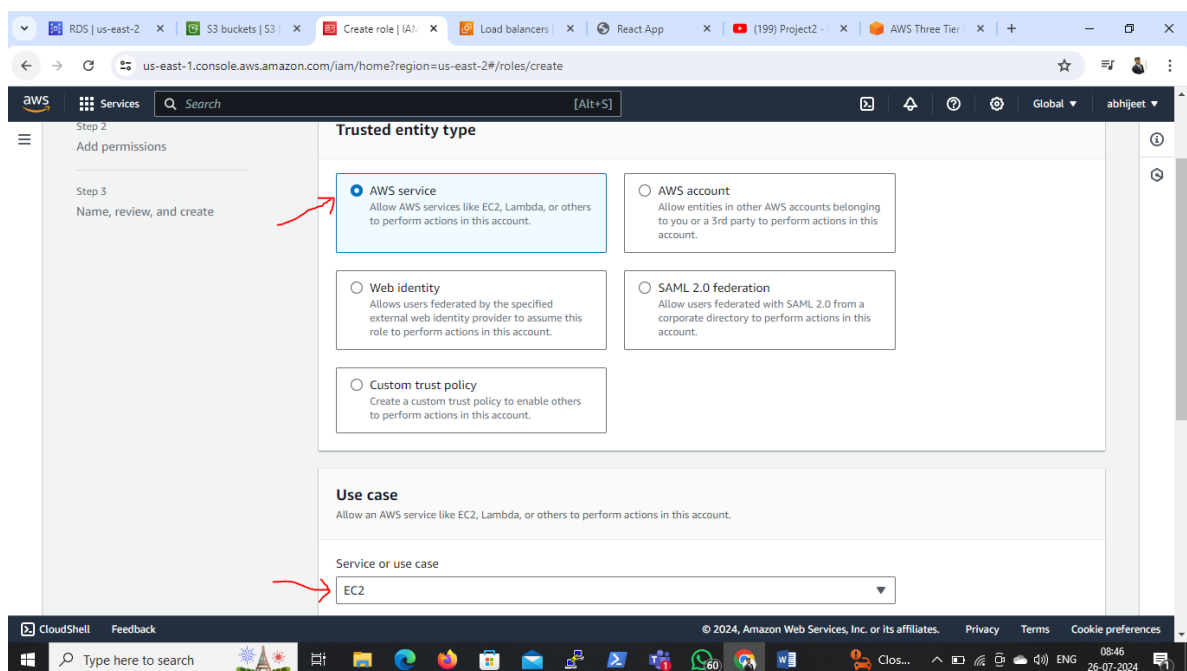 RDS | us-east-2
S3 buckets | S3 |
Create role | IAM
Load balancers |
React App
(199) Project2 -
AWS Three Tier
us-east-1.console.aws.amazon.com/iam/home?region=us-east-2#/roles/create
aws
Services
Search
[Alt+S]
Global
abhijeet
Step 2
Add permissions
Step 3
Name, review, and create
Trusted entity type
AWS service
Allow AWS services like EC2, Lambda, or others
to perform actions in this account.
AWS account
Allow entities in other AWS accounts belonging
to you or a 3rd party to perform actions in this
account.
Web identity
Allows users federated by the specified
external web identity provider to assume this
role to perform actions in this account.
SAML 2.0 federation
Allow users federated with SAML 2.0 from a
corporate directory to perform actions in this
account.
Custom trust policy
Create a custom trust policy to enable others
to perform actions in this account.
Use case
Allow an AWS service like EC2, Lambda, or others to perform actions in this account.
Service or use case
EC2
CloudShell
Feedback
© 2024, Amazon Web Services, Inc. or its affiliates.
Privacy
Terms
Cookie preferences
Type here to search
60
Clos...
ENG
08:46
26-07-2024